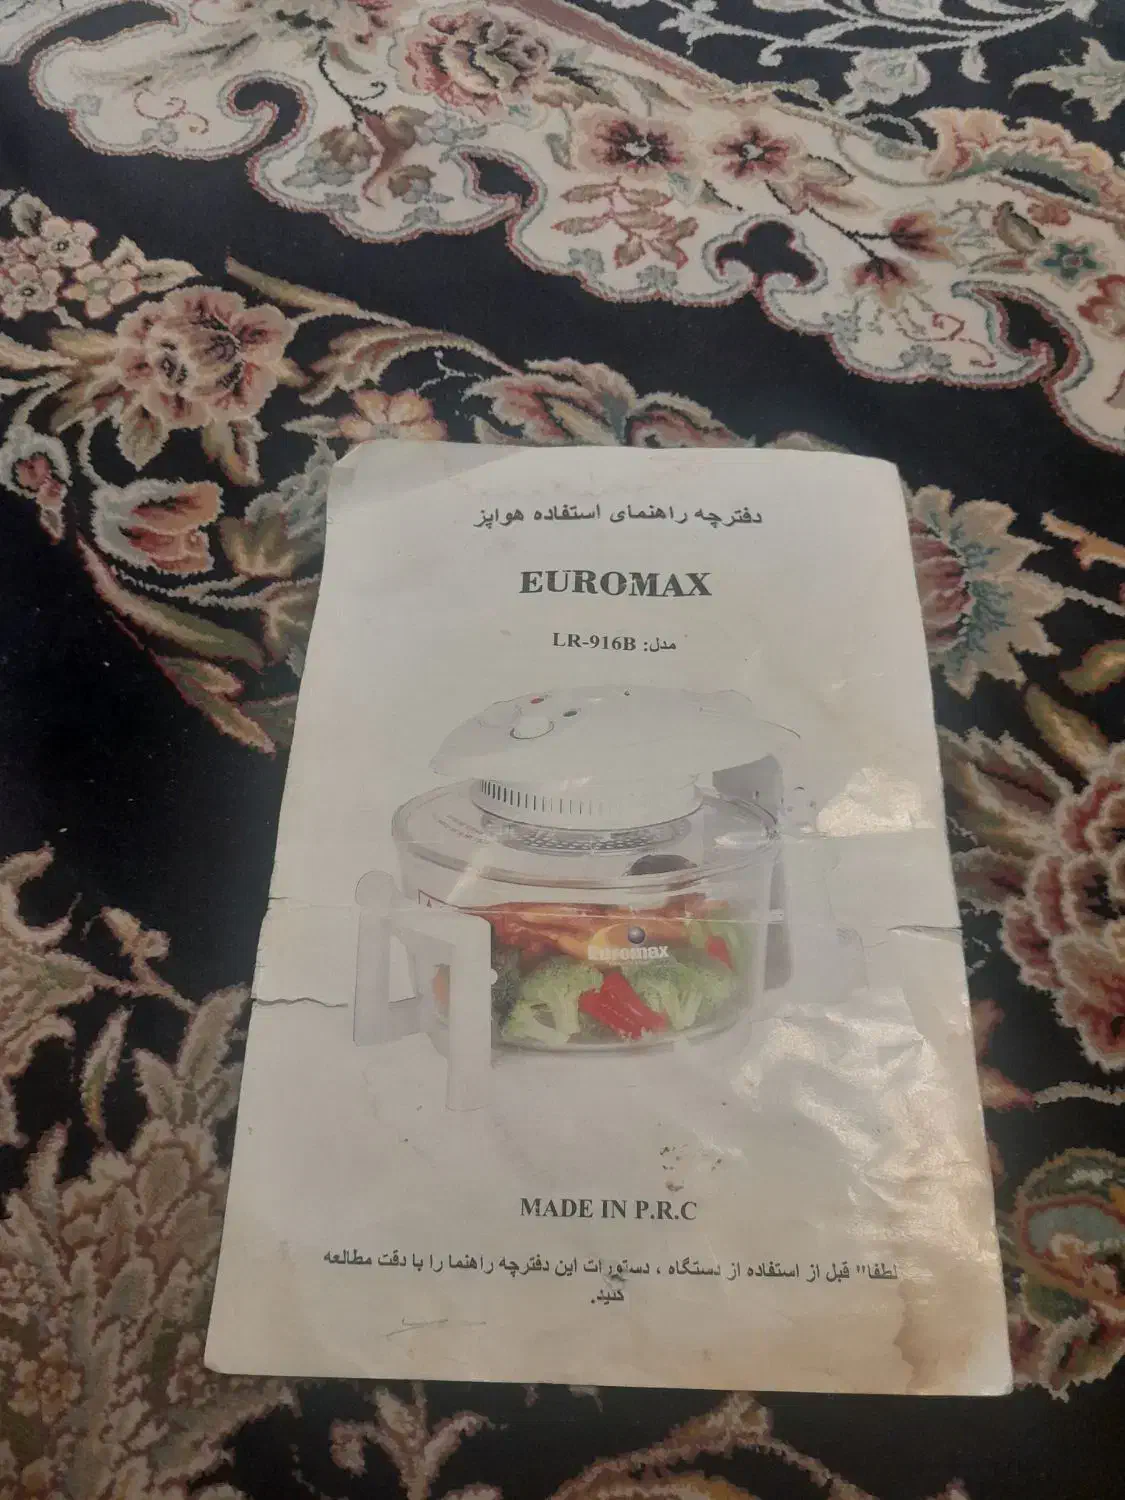 دفترچه راهنمای استفاده هواپز
EUROMAX
مدل: LR-916B
Euromax
MADE IN P.R.C
لطفا" قبل از استفاده از دستگاه ، دستورات این دفترچه راهنما را با دقت مطالعه
کنید.